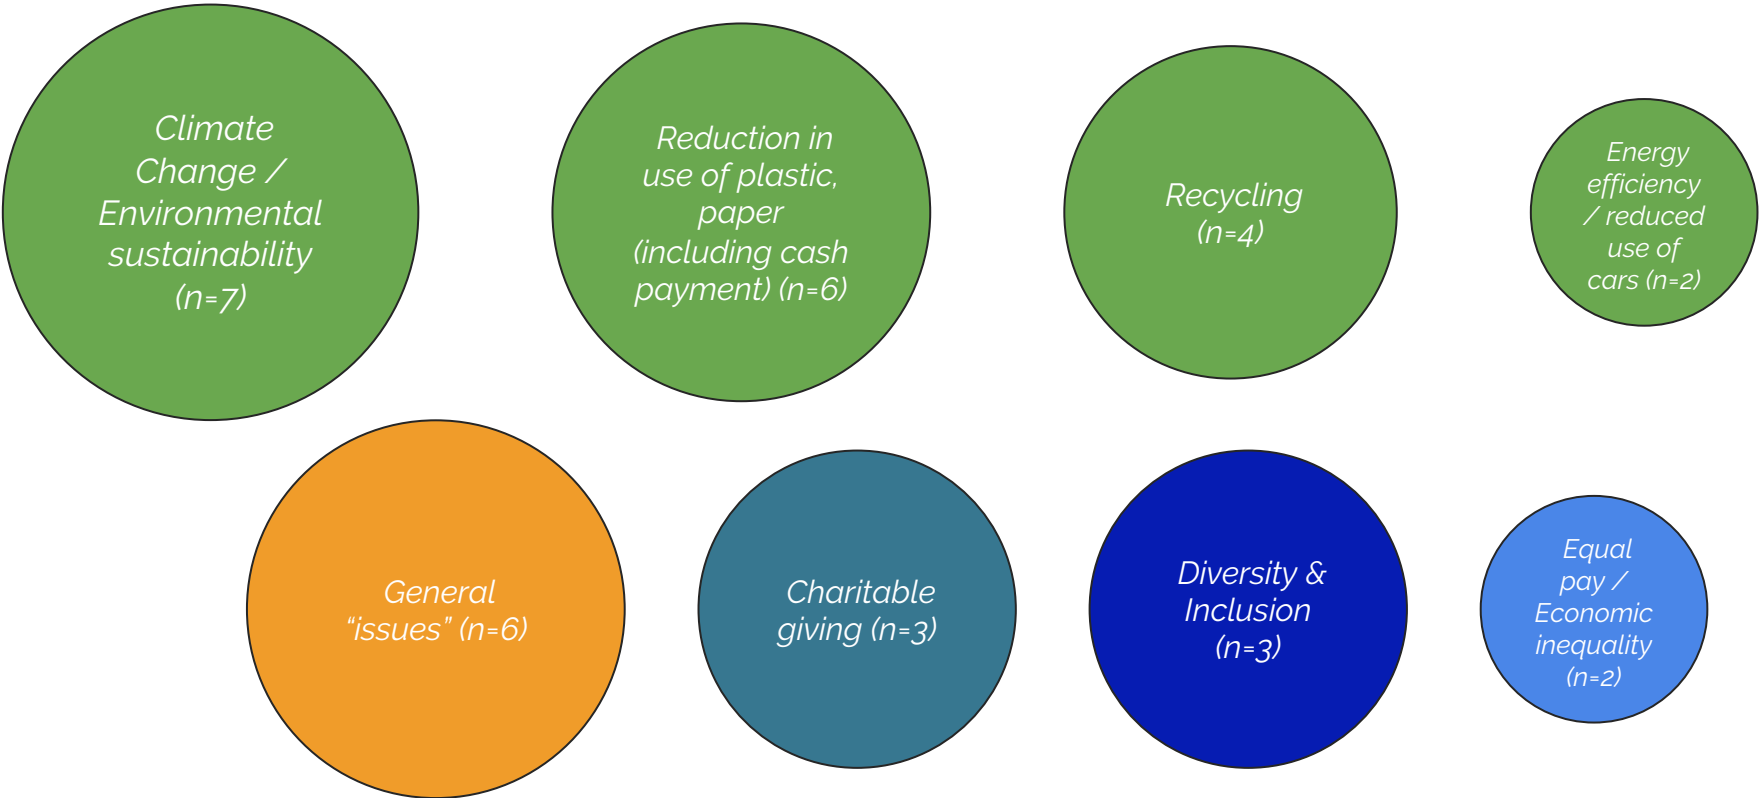 Climate
Change /
Environmental
sustainability
(n=7)
Reduction in
use of plastic,
paper
(including cash
payment) (n=6)
Recycling
(n=4)
Energy
efficiency
/ reduced
use of
cars (n=2)
General
“issues” (n=6)
Charitable
giving (n=3)
Diversity &
Inclusion
(n=3)
Equal
pay /
Economic
inequality
(n=2)